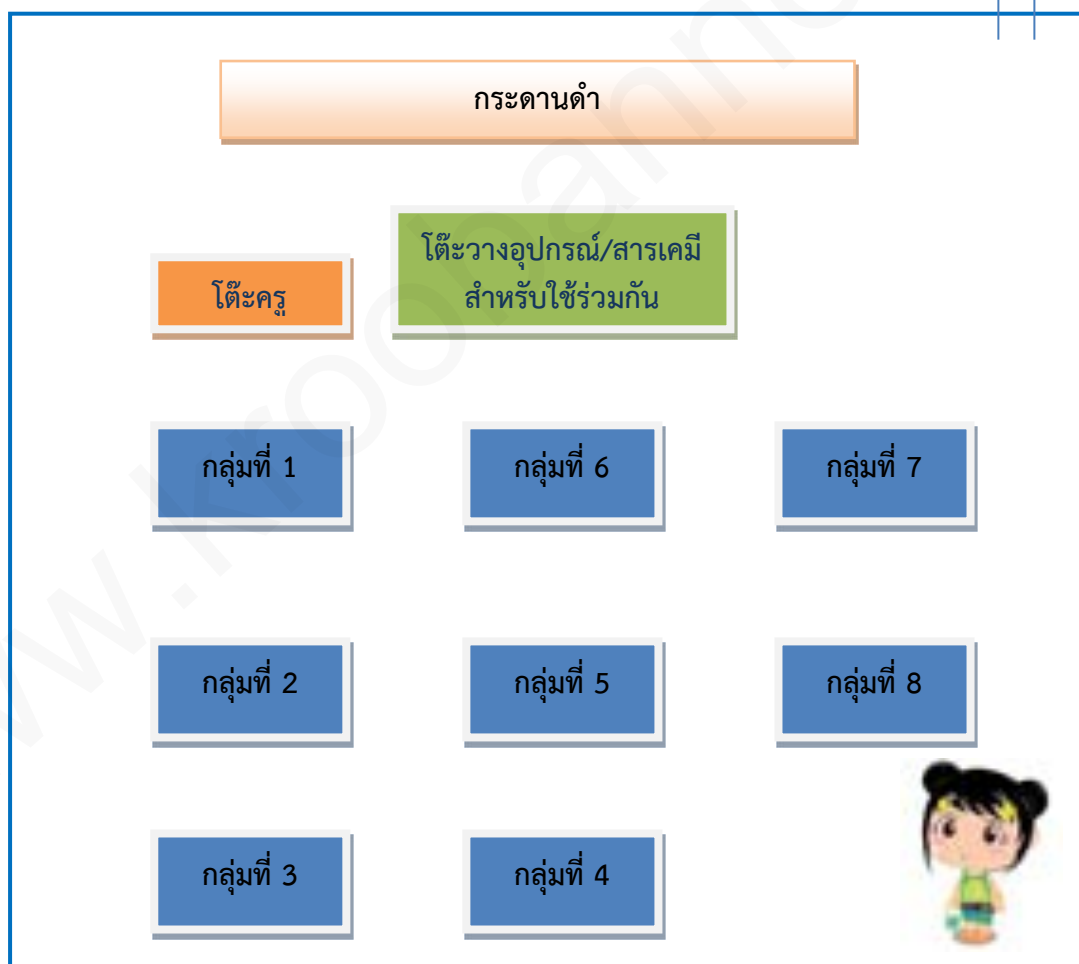 กระดานดำ
โต๊ะวางอุปกรณ์/สารเคมี
สำหรับใช้ร่วมกัน
โต๊ะครู
กลุ่มที่ 1
กลุ่มที่ 6
กลุ่มที่ 7
กลุ่มที่ 2
กลุ่มที่ 5
กลุ่มที่ 8
กลุ่มที่ 3
กลุ่มที่ 4